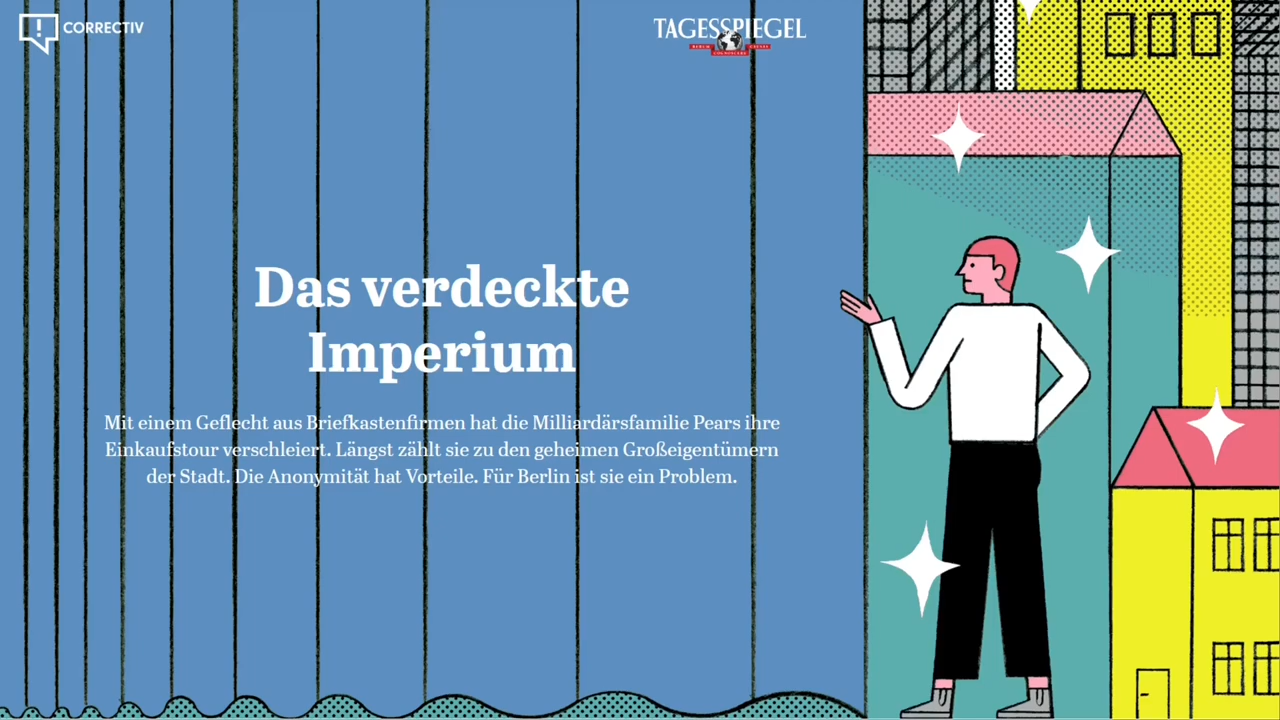 CORRECTIV
TAGESSPIEGEL
Das verdeckte
Imperium
Mit einem Geflecht aus Briefkastenfirmen hat die Milliardärsfamilie Pears ihre
Einkaufstour verschleiert. Längst zählt sie zu den geheimen Großeigentümern
der Stadt. Die Anonymität hat Vorteile. Für Berlin ist sie ein Problem.